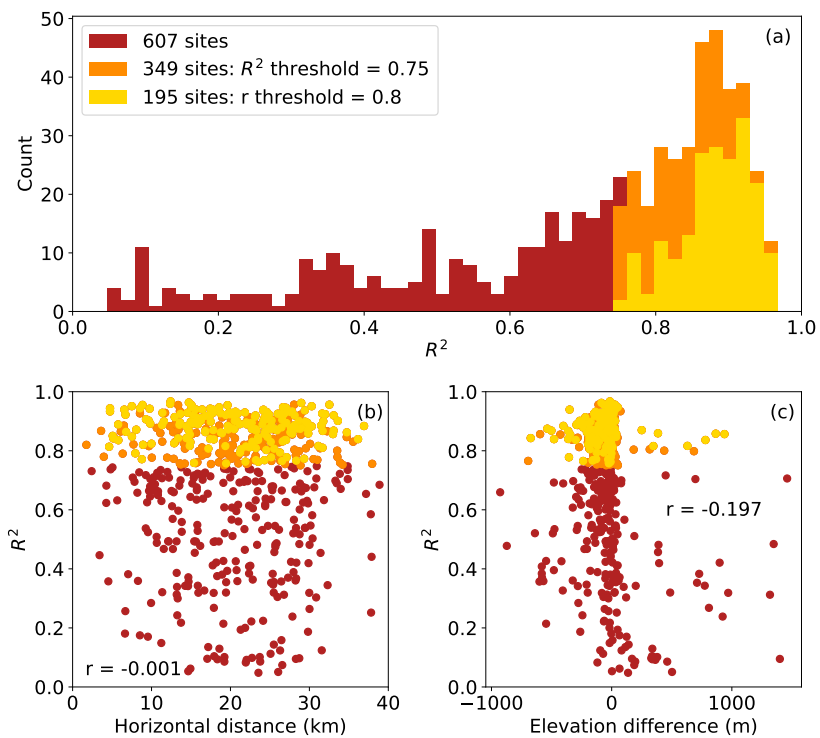 50
40
30
20
10
0
Count
607 sites
349 sites: R² threshold = 0.75
195 sites: r threshold = 0.8
(a)
0.0 0.2 0.4 0.6 0.8 1.0
R²
1.0
0.8
0.6
0.4
0.2
0.0
R²
(b)
r = -0.001
0 10 20 30 40
Horizontal distance (km)
1.0
0.8
0.6
0.4
0.2
0.0
R²
(c)
r = -0.197
−1000 0 1000
Elevation difference (m)